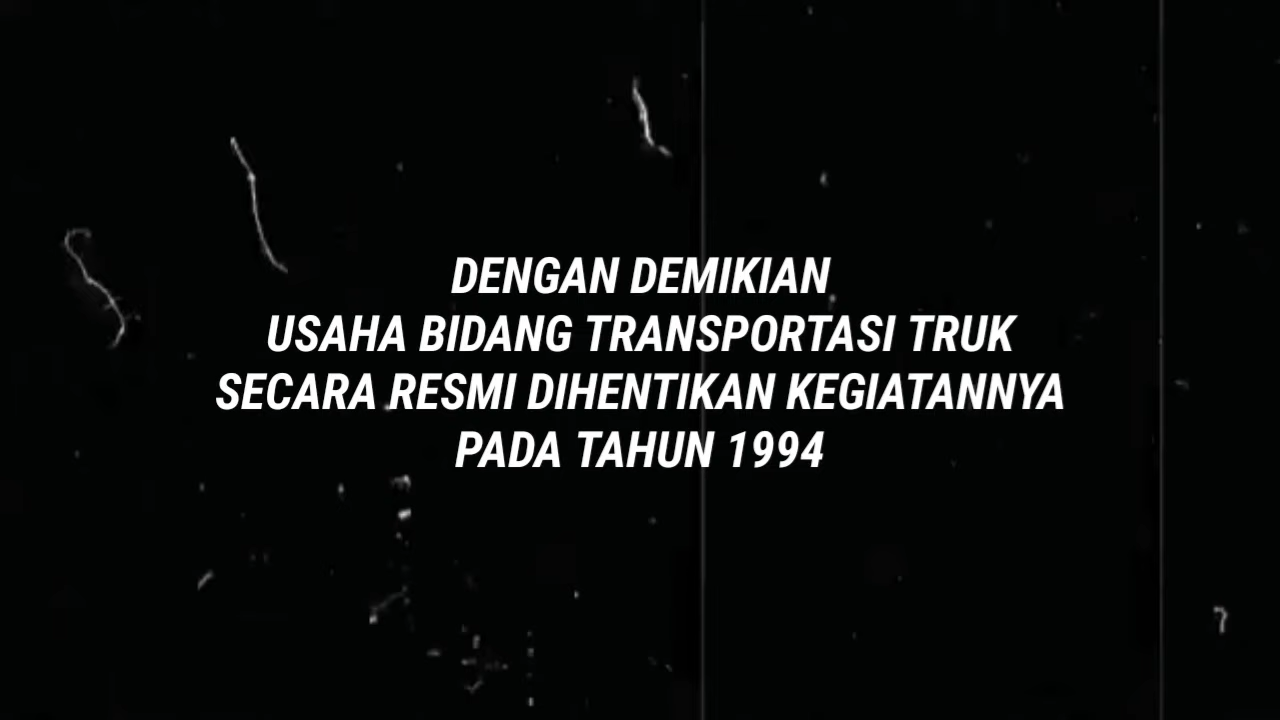 DENGAN DEMIKIAN
USAHA BIDANG TRANSPORTASI TRUK
SECARA RESMI DIHENTIKAN KEGIATANNYA
PADA TAHUN 1994